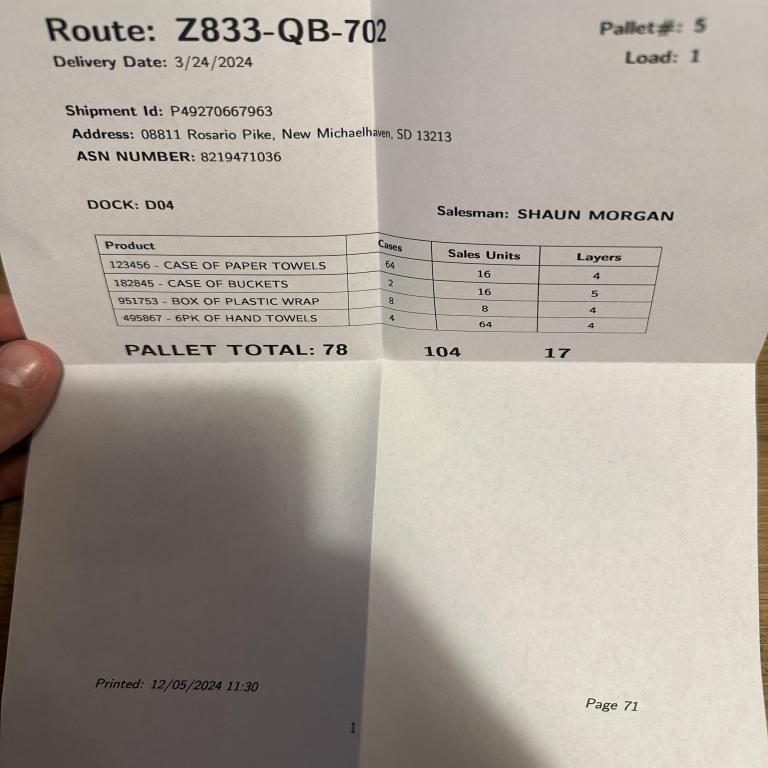 Route: Z833-QB-702
Pallet#: 5
Delivery Date: 3/24/2024
Load: 1
Shipment Id: P49270667963
Address: 08811 Rosario Pike, New Michaelhaven, SD 13213
ASN NUMBER: 8219471036
DOCK: D04
Salesman: SHAUN MORGAN
Product Cases Sales Units Layers
123456 - CASE OF PAPER TOWELS 64 16 4
182845 - CASE OF BUCKETS 2 16 5
951753 - BOX OF PLASTIC WRAP 8 8 4
495867 - 6PK OF HAND TOWELS 4 64 4
PALLET TOTAL: 78 104 17
Printed: 12/05/2024 11:30
Page 71
1